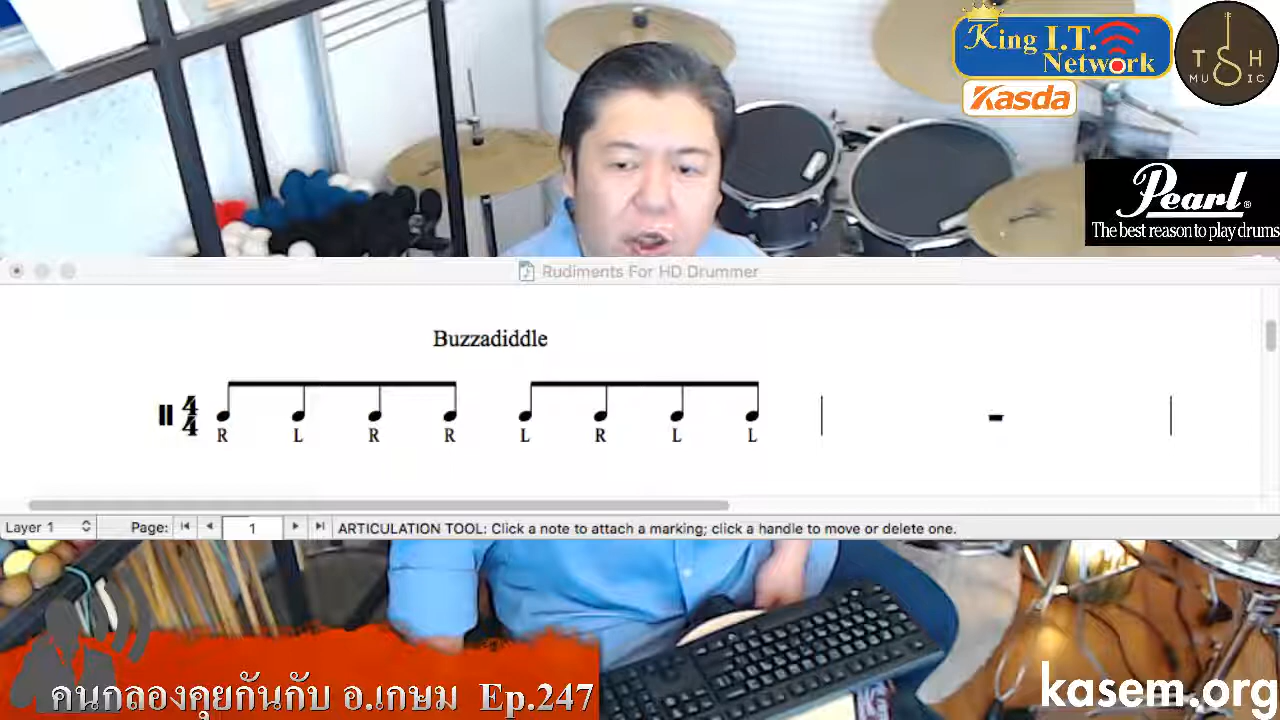 King I.T.
Network
Kasda
T H
MUSIC
Pearl®
The best reason to play drums
Rudiments For HD Drummer
Buzzadiddle
4
4
R L R R L R L L
Layer 1 Page: 1 ARTICULATION TOOL: Click a note to attach a marking; click a handle to move or delete one.
คนกลองคุยกันกับ อ.เกษม Ep.247
kasem.org